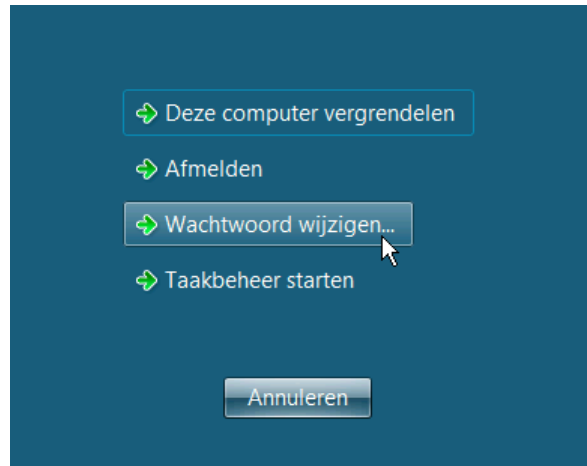 Deze computer vergrendelen
Afmelden
Wachtwoord wijzigen...
Taakbeheer starten
Annuleren